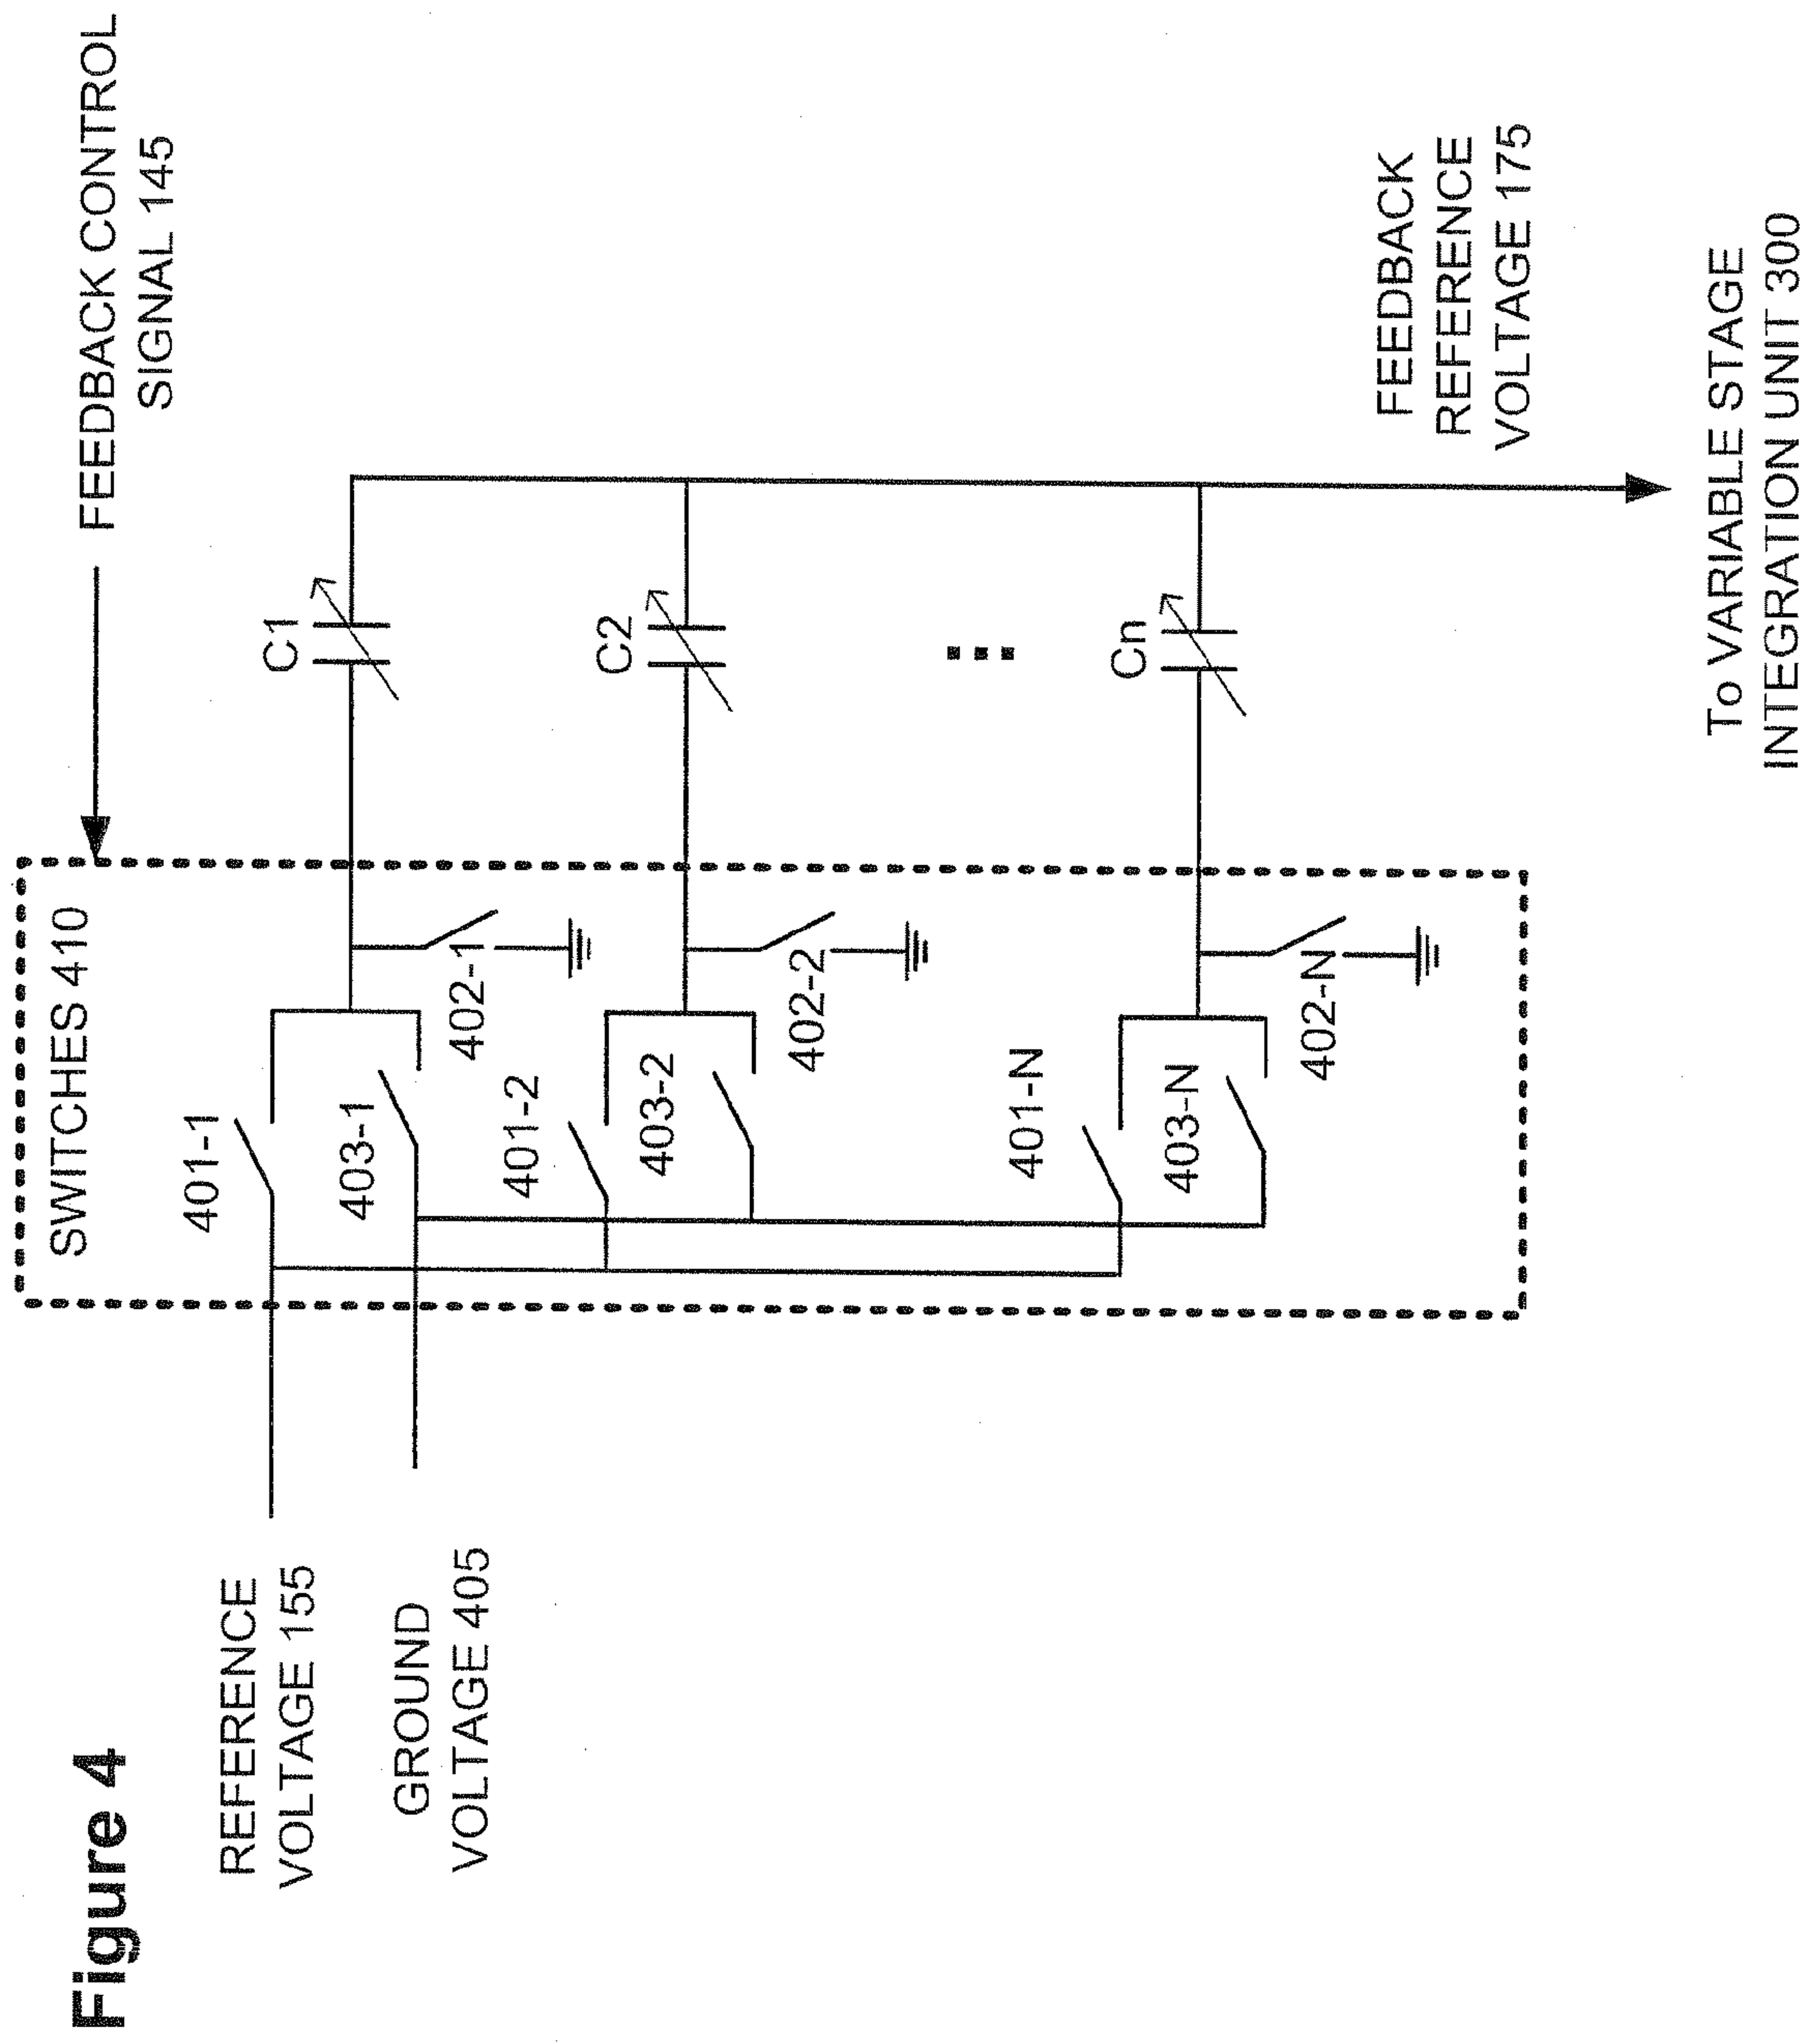 Figure 4
REFERENCE
VOLTAGE 155
GROUND
VOLTAGE 405
SWITCHES 410
401-1
403-1
402-1
401-2
403-2
402-2
401-N
403-N
402-N
FEEDBACK CONTROL
SIGNAL 145
C1
C2
Cn
FEEDBACK
REFERENCE
VOLTAGE 175
To VARIABLE STAGE
INTEGRATION UNIT 300